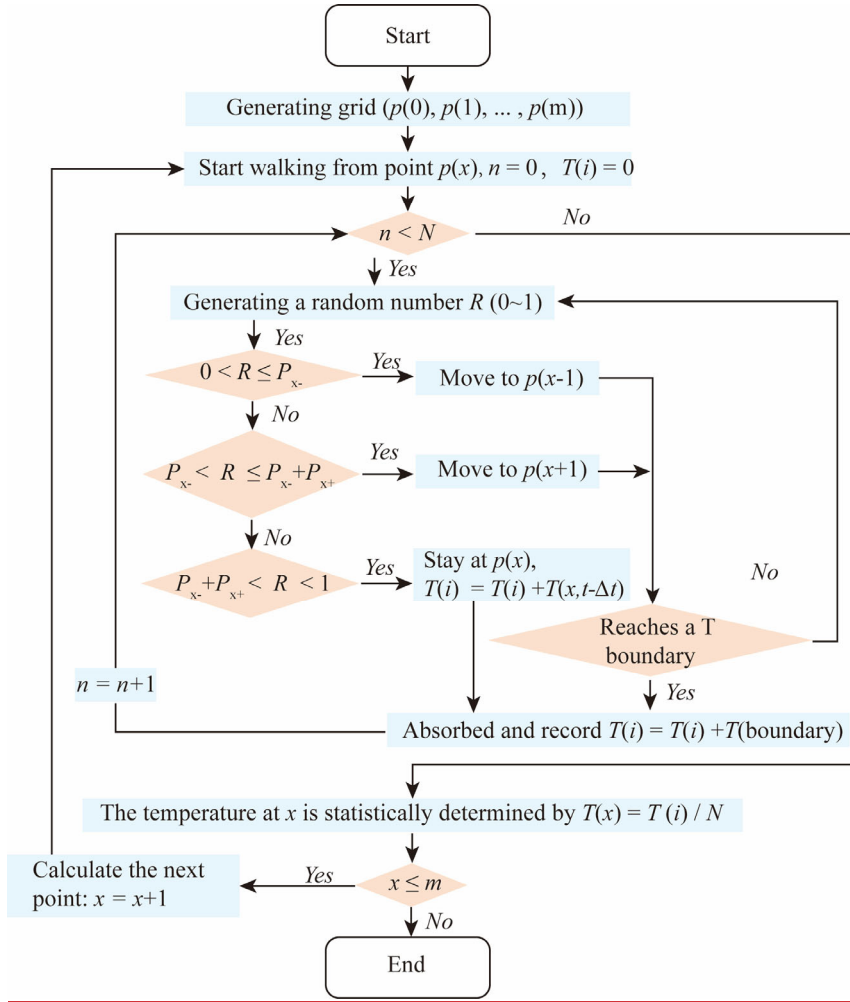 Start
Generating grid (p(0), p(1), ... , p(m))
Start walking from point p(x), n = 0 , T(i) = 0
n < N
No
Yes
Generating a random number R (0~1)
Yes
0 < R ≤ Px-
Yes
Move to p(x-1)
No
Px- < R ≤ Px-+Px+
Yes
Move to p(x+1)
No
Px-+Px+ < R < 1
Yes
Stay at p(x),
T(i) = T(i) +T(x,t-Δt)
No
Reaches a T
boundary
Yes
n = n+1
Absorbed and record T(i) = T(i) +T(boundary)
The temperature at x is statistically determined by T(x) = T (i) / N
Calculate the next
point: x = x+1
Yes
x ≤ m
No
End